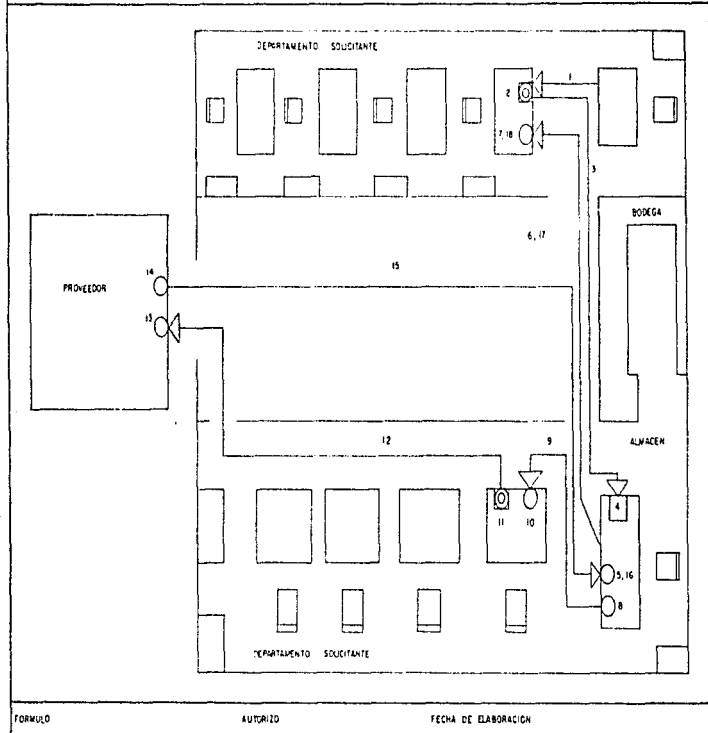 DEPARTAMENTO SOLICITANTE
1
2
7,18
3
BODEGA
6,17
14
15
PROVEEDOR
13
12
9
ALMACEN
4
11
10
5,16
8
DEPARTAMENTO SOLICITANTE
FORMULO AUTORIZO FECHA DE ELABORACION